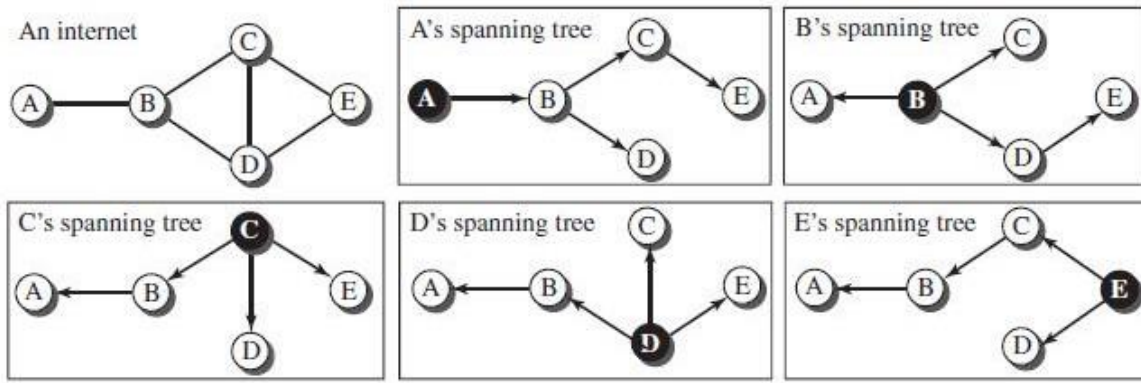 An internet
C
A
B
E
D
A's spanning tree
C
A
B
E
D
B's spanning tree
C
A
B
E
D
C's spanning tree
C
A
B
E
D
D's spanning tree
C
A
B
E
D
E's spanning tree
C
A
B
E
D